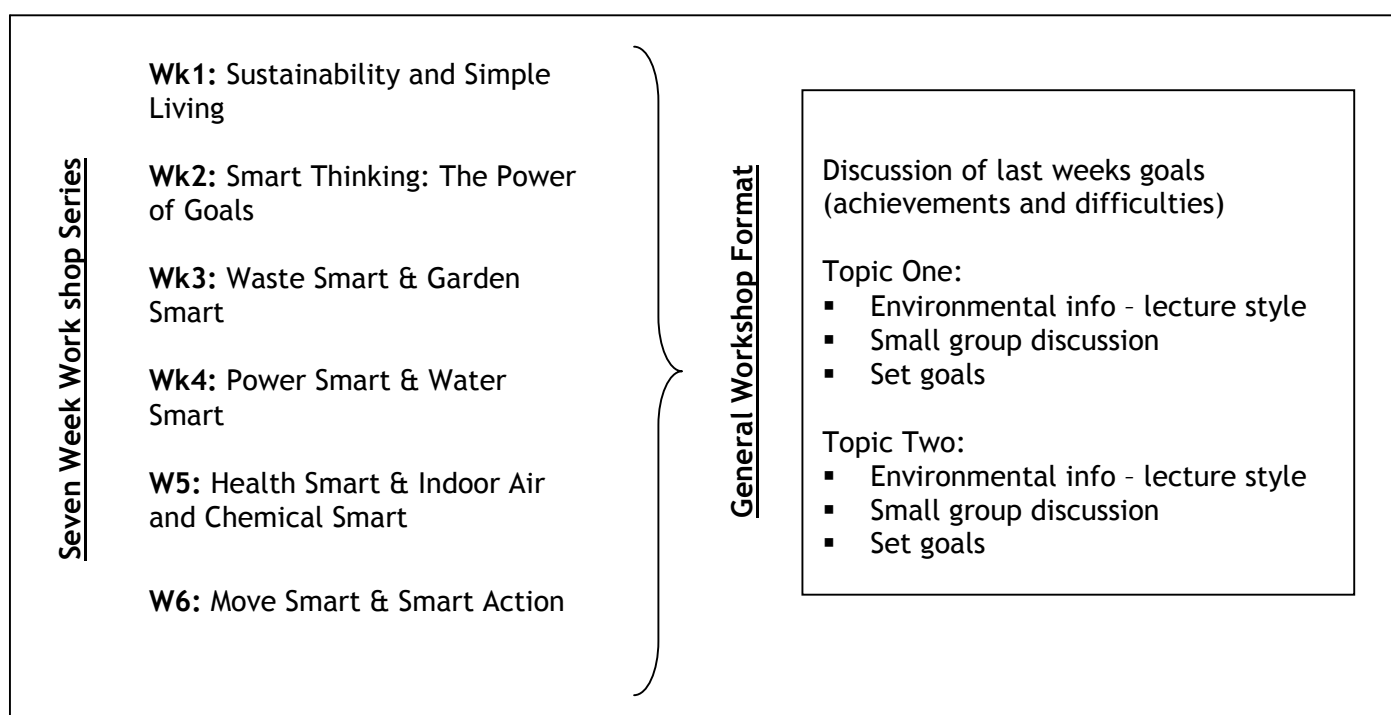 Seven Week Work shop Series
Wk1: Sustainability and Simple
Living
Wk2: Smart Thinking: The Power
of Goals
Wk3: Waste Smart & Garden
Smart
Wk4: Power Smart & Water
Smart
W5: Health Smart & Indoor Air
and Chemical Smart
W6: Move Smart & Smart Action
General Workshop Format
Discussion of last weeks goals
(achievements and difficulties)
Topic One:
▪ Environmental info – lecture style
▪ Small group discussion
▪ Set goals
Topic Two:
▪ Environmental info – lecture style
▪ Small group discussion
▪ Set goals